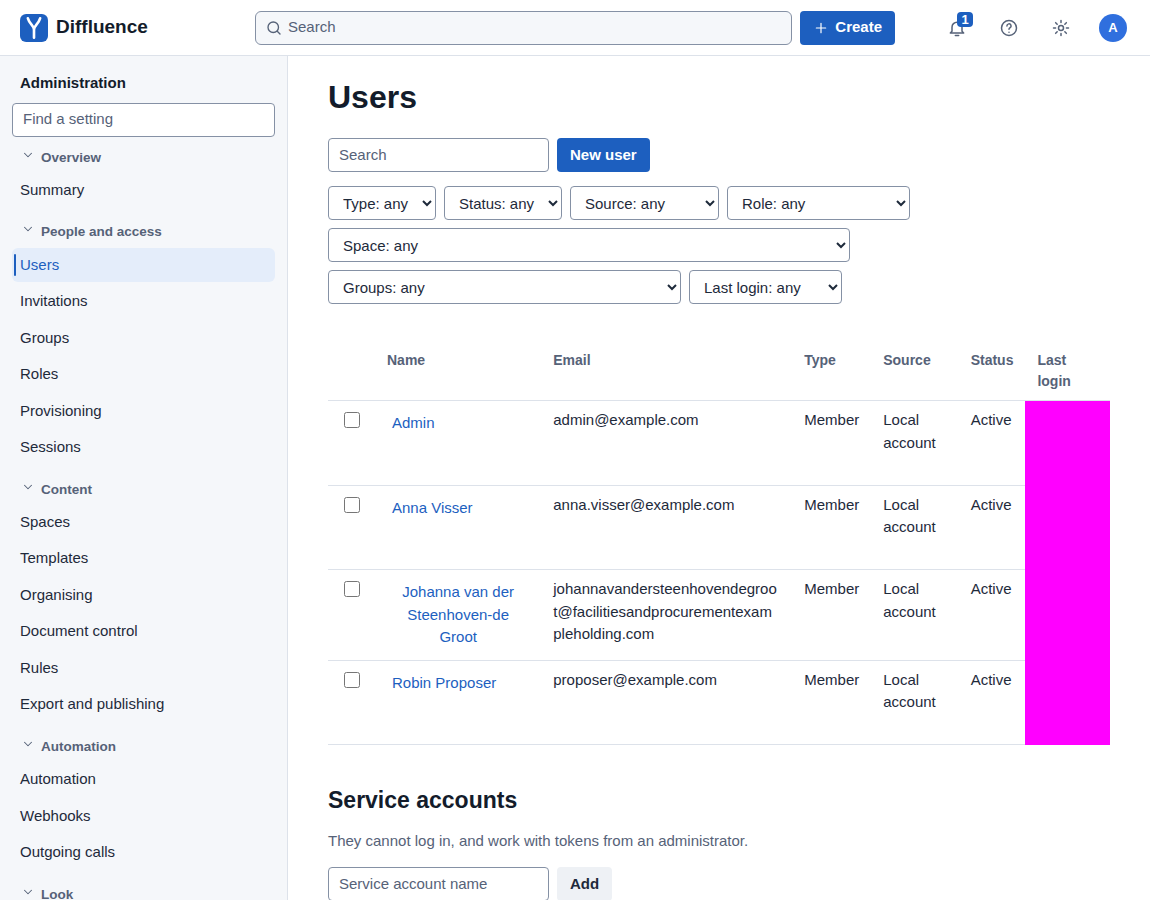 Diffluence
Search
Create
1
A
Administration
Find a setting
Overview
Summary
People and access
Users
Invitations
Groups
Roles
Provisioning
Sessions
Content
Spaces
Templates
Organising
Document control
Rules
Export and publishing
Automation
Automation
Webhooks
Outgoing calls
Look
Users
Search
New user
Type: any
Status: any
Source: any
Role: any
Space: any
Groups: any
Last login: any
Name
Email
Type
Source
Status
Last
login
Admin
admin@example.com
Member
Local
account
Active
Anna Visser
anna.visser@example.com
Member
Local
account
Active
Johanna van der
Steenhoven-de
Groot
johannavandersteenhovendegroo
t@facilitiesandprocurementexam
pleholding.com
Member
Local
account
Active
Robin Proposer
proposer@example.com
Member
Local
account
Active
Service accounts
They cannot log in, and work with tokens from an administrator.
Service account name
Add